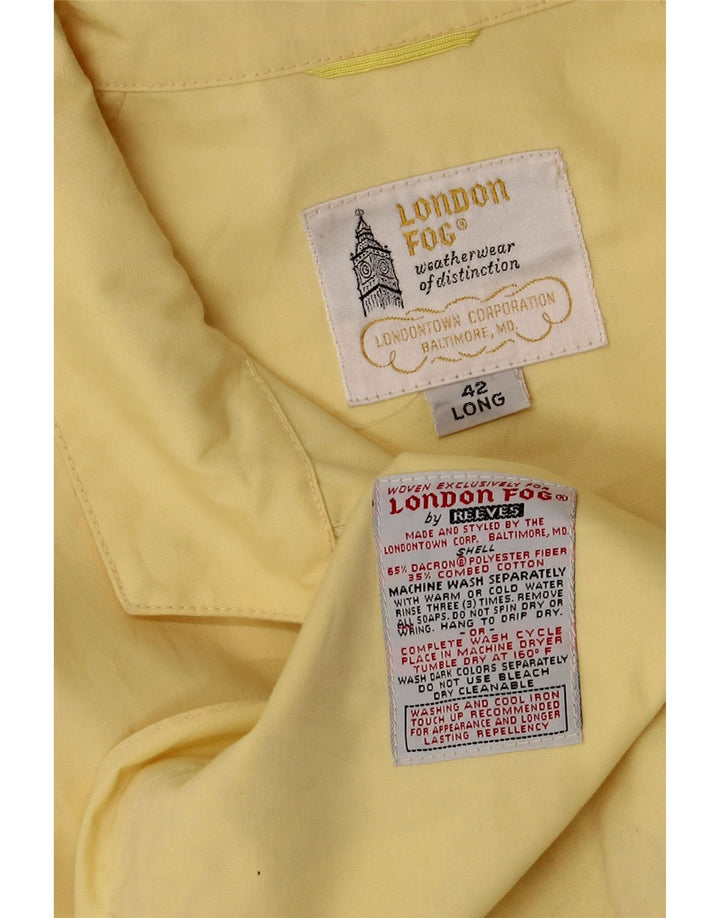 LONDON
FOG®
weatherwear
of distinction
LONDONTOWN CORPORATION
BALTIMORE, MD.
42
LONG
WOVEN EXCLUSIVELY FOR
LONDON FOG®
by REEVES
MADE AND STYLED BY THE
LONDONTOWN CORP. BALTIMORE, MD.
SHELL
65% DACRON® POLYESTER FIBER
35% COMBED COTTON
MACHINE WASH SEPARATELY
WITH WARM OR COLD WATER
RINSE THREE (3) TIMES. REMOVE
ALL SOAPS. DO NOT SPIN DRY OR
WRING. HANG TO DRIP DRY.
-OR-
COMPLETE WASH CYCLE
PLACE IN MACHINE DRYER
TUMBLE DRY AT 160° F
WASH DARK COLORS SEPARATELY
DO NOT USE BLEACH
DRY CLEANABLE
WASHING AND COOL IRON
TOUCH UP RECOMMENDED
FOR APPEARANCE AND LONGER
LASTING REPELLENCY